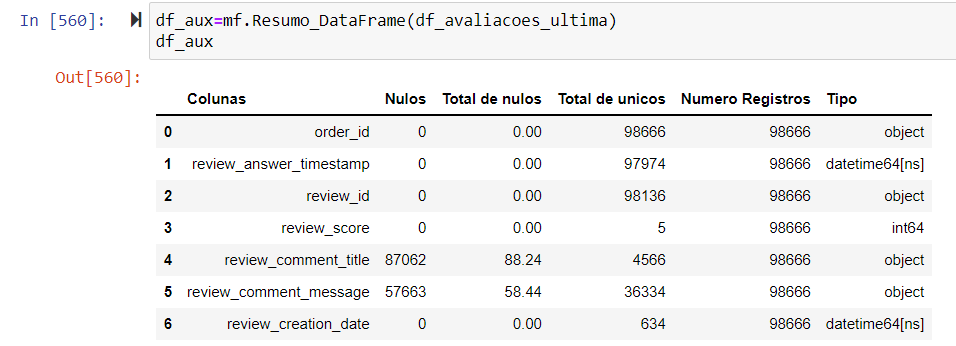 In [560]: df_aux=mf.Resumo_DataFrame(df_avaliacoes_ultima)
df_aux
Out[560]:
Colunas Nulos Total de nulos Total de unicos Numero Registros Tipo
0 order_id 0 0.00 98666 98666 object
1 review_answer_timestamp 0 0.00 97974 98666 datetime64[ns]
2 review_id 0 0.00 98136 98666 object
3 review_score 0 0.00 5 98666 int64
4 review_comment_title 87062 88.24 4566 98666 object
5 review_comment_message 57663 58.44 36334 98666 object
6 review_creation_date 0 0.00 634 98666 datetime64[ns]